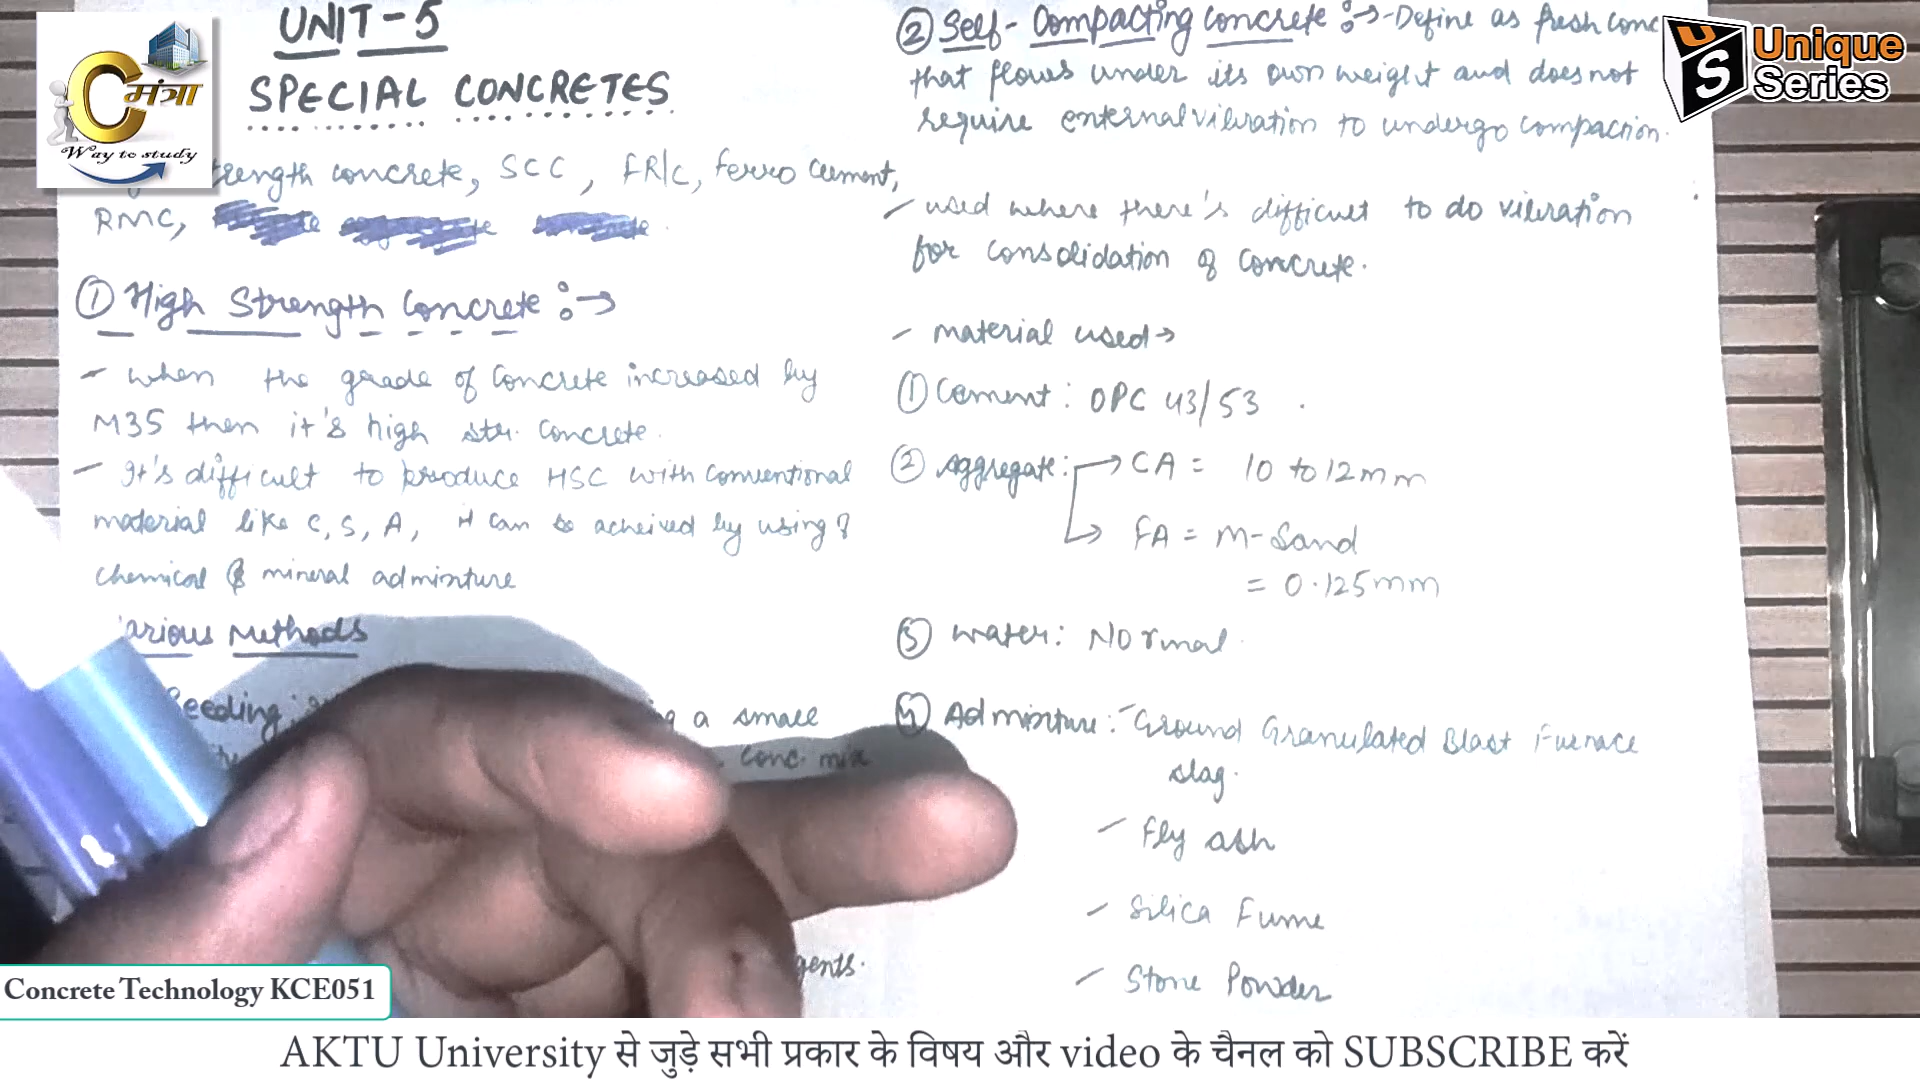 UNIT-5
SPECIAL CONCRETES
Cमंत्रा
Way to study
strength concrete, SCC, FR/C, ferro cement,
RMC,
① High Strength Concrete :→
- when the grade of concrete increased by
M35 then it's high str. concrete.
- It's difficult to produce HSC with conventional
material like C, S, A, it can be acheived by using
chemical & mineral admixture
Various Methods
Seeding
a small
conc. mix
agents.
② Self-Compacting Concrete :→ Define as fresh conc
that flows under its own weight and does not
require external vibration to undergo compaction.
- used where there's difficult to do vibration
for consolidation of concrete.
- material used →
① Cement : OPC 43/53 .
② Aggregate: → CA = 10 to 12mm
→ FA = M-Sand
= 0.125mm
③ water: Normal.
④ Admixture: - Ground Granulated Blast Furnace
slag.
- Fly ash
- Silica Fume
- Stone Powder
US Unique
Series
Concrete Technology KCE051
AKTU University से जुड़े सभी प्रकार के विषय और video के चैनल को SUBSCRIBE करें